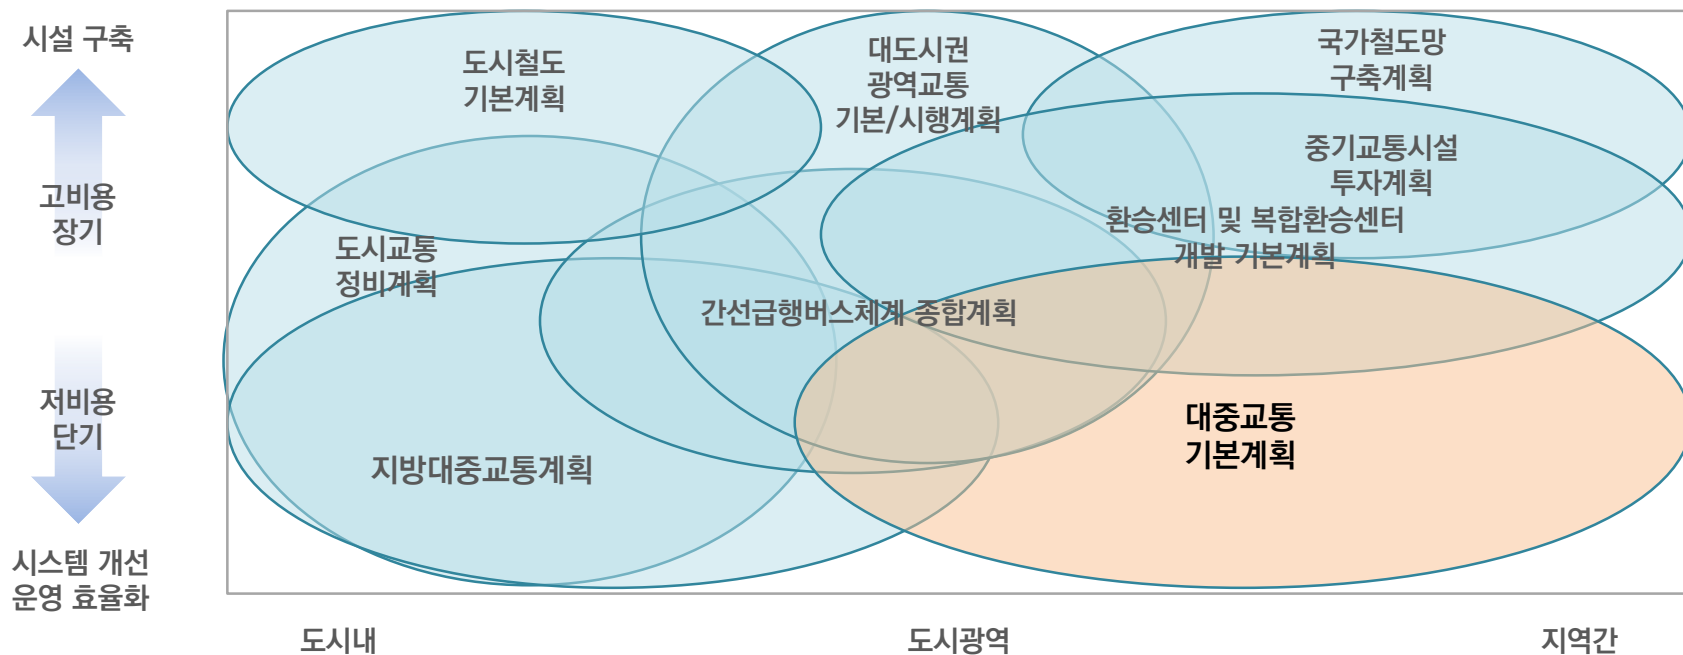 시설 구축
고비용
장기
저비용
단기
시스템 개선
운영 효율화
도시철도
기본계획
대도시권
광역교통
기본/시행계획
국가철도망
구축계획
중기교통시설
투자계획
환승센터 및 복합환승센터
개발 기본계획
도시교통
정비계획
간선급행버스체계 종합계획
대중교통
기본계획
지방대중교통계획
도시내
도시광역
지역간